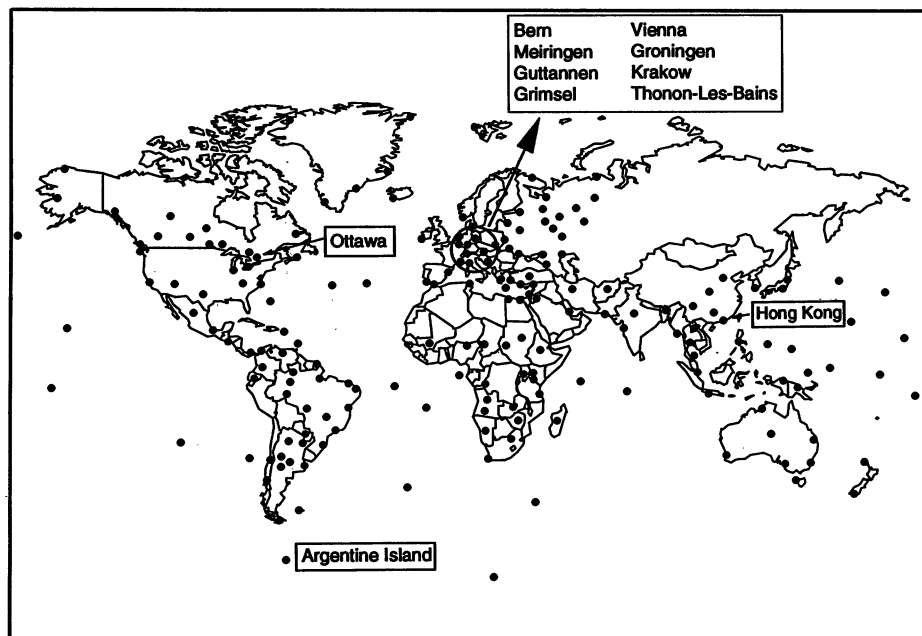 Bern Vienna
Meiringen Groningen
Guttannen Krakow
Grimsel Thonon-Les-Bains
Ottawa
Hong Kong
Argentine Island